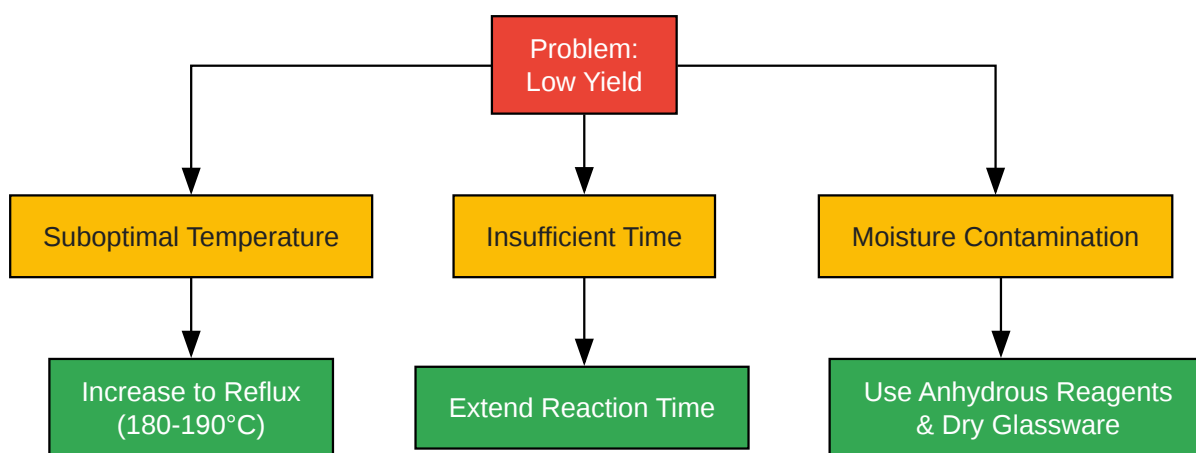 Problem:
Low Yield
Suboptimal Temperature
Insufficient Time
Moisture Contamination
Increase to Reflux
(180-190°C)
Extend Reaction Time
Use Anhydrous Reagents
& Dry Glassware